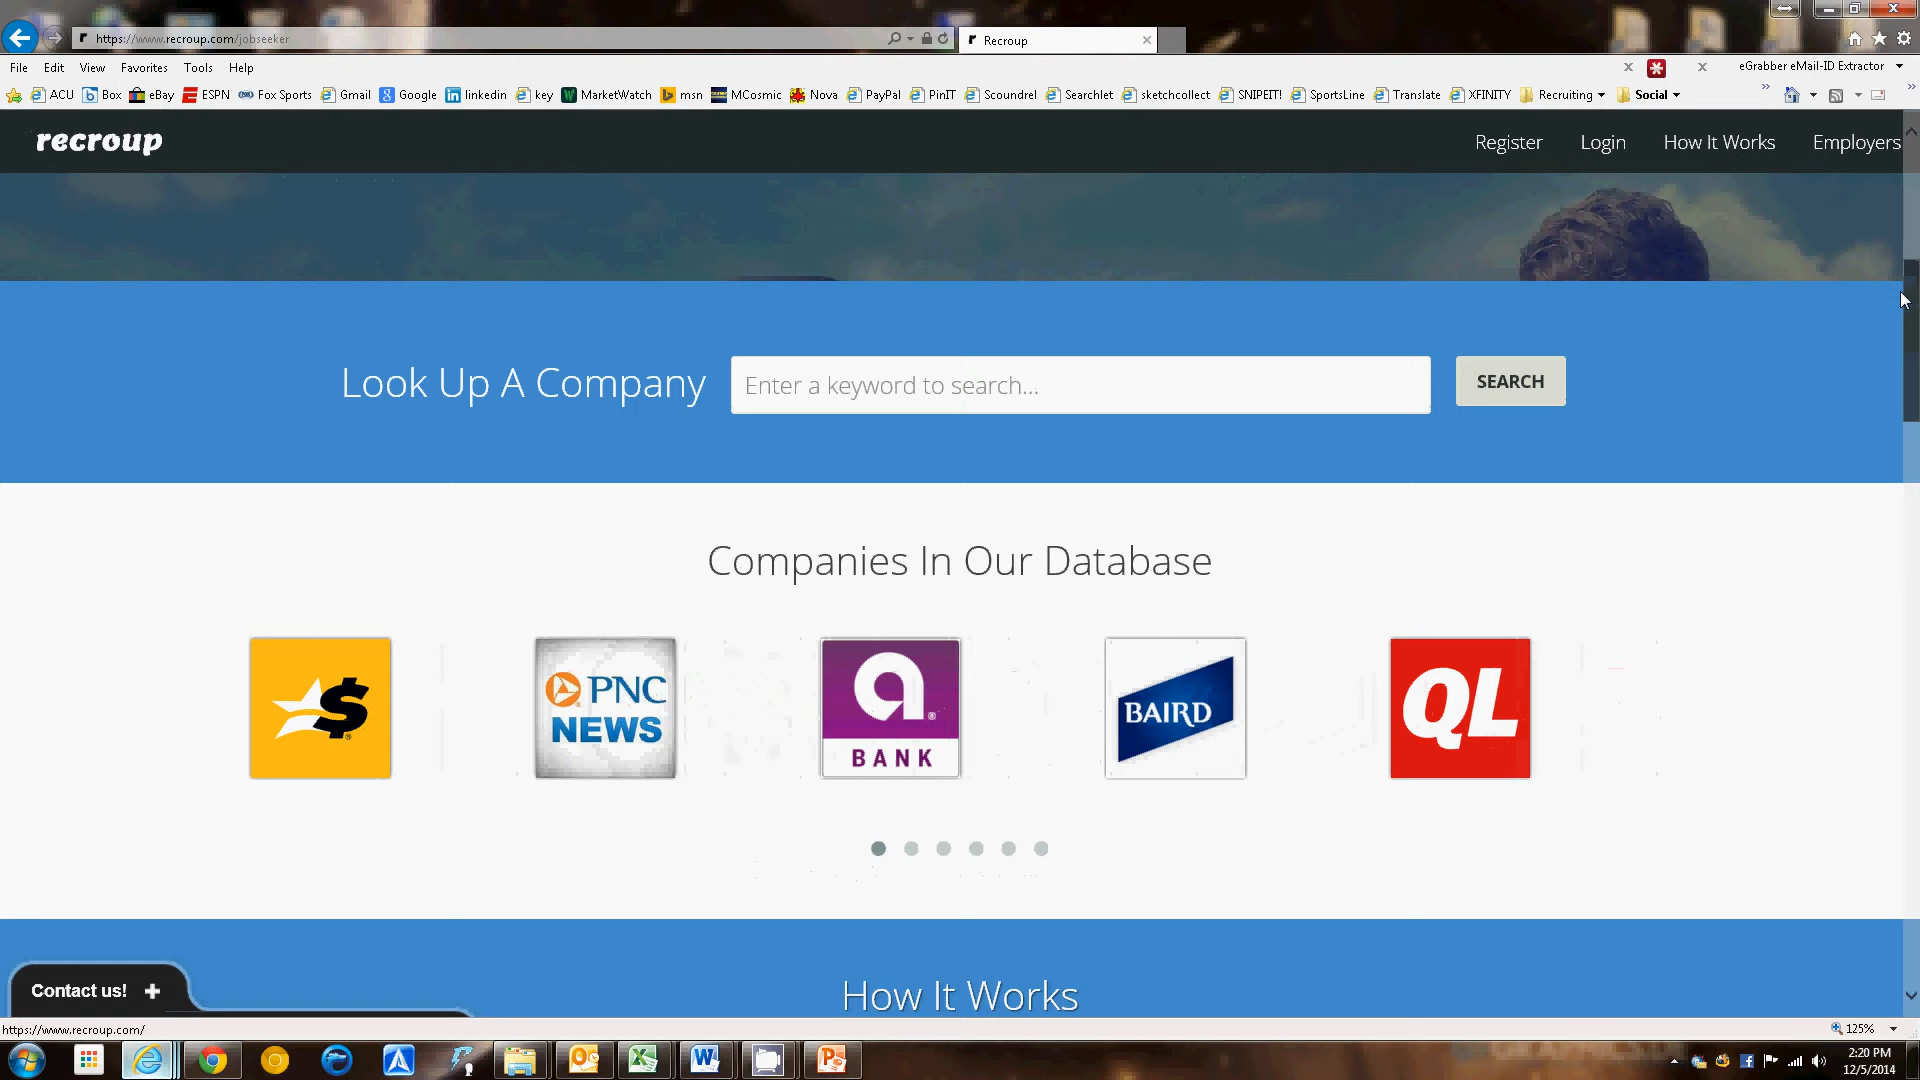 https://www.recroup.com/jobseeker
Recroup
File Edit View Favorites Tools Help
eGrabber eMail-ID Extractor
ACU Box eBay ESPN Fox Sports Gmail Google linkedin key MarketWatch msn MCosmic Nova PayPal PinIT Scoundrel Searchlet sketchcollect SNIPEIT! SportsLine Translate XFINITY Recruiting Social
recroup
Register Login How It Works Employers
Look Up A Company
Enter a keyword to search...
SEARCH
Companies In Our Database
PNC
NEWS
a
BANK
BAIRD
QL
How It Works
Contact us!
https://www.recroup.com/
125%
2:20 PM
12/5/2014